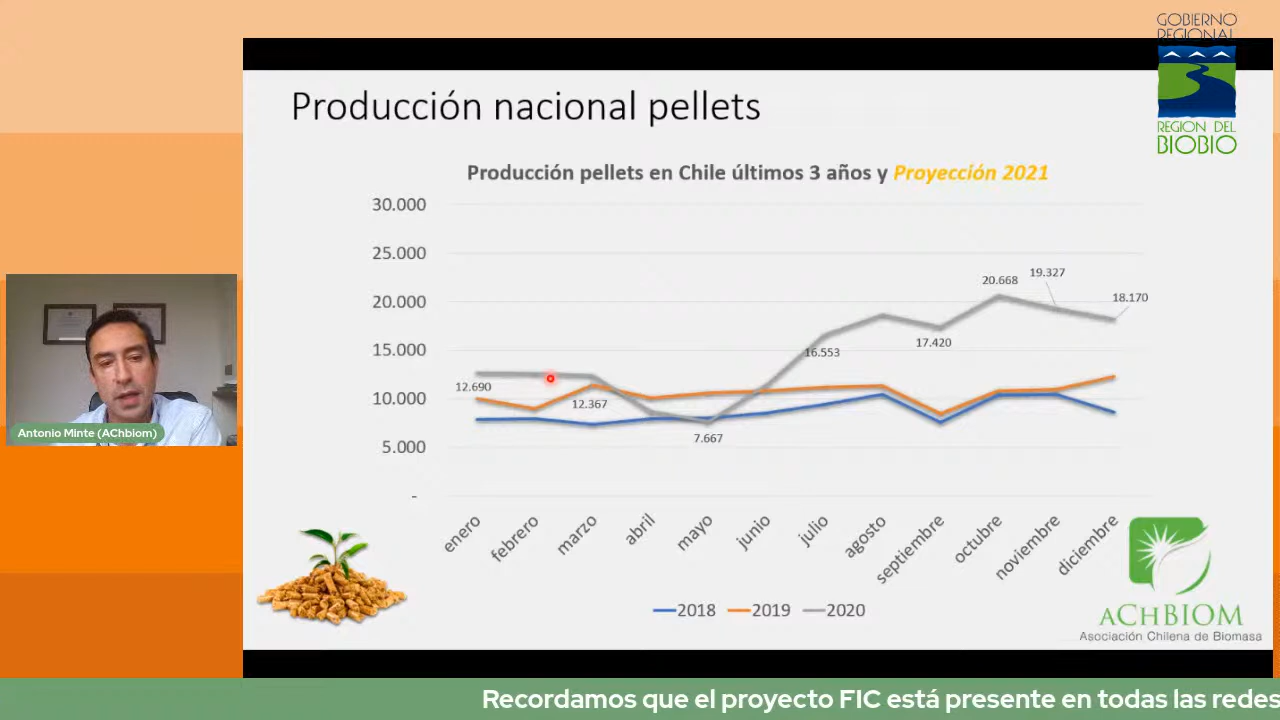 GOBIERNO
REGIONAL
REGION DEL
BIOBIO
Producción nacional pellets
Producción pellets en Chile últimos 3 años y Proyección 2021
30.000
25.000
20.000
15.000
10.000
5.000
-
12.690
12.367
7.667
16.553
17.420
20.668
19.327
18.170
enero
febrero
marzo
abril
mayo
junio
julio
agosto
septiembre
octubre
noviembre
diciembre
2018 2019 2020
ACHBIOM
Asociación Chilena de Biomasa
Antonio Minte (AChbiom)
Recordamos que el proyecto FIC está presente en todas las redes